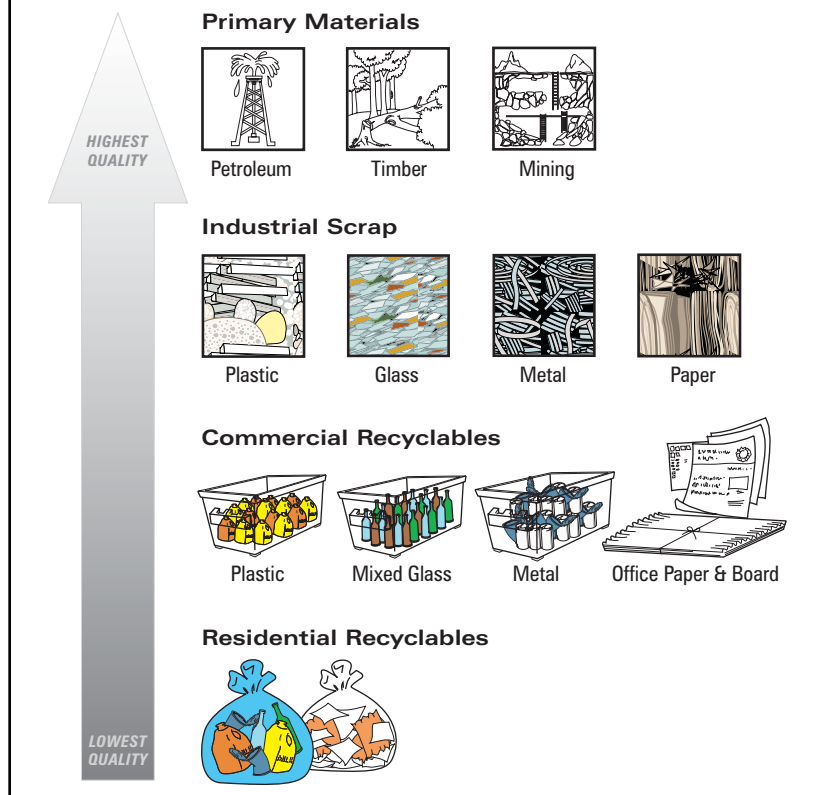 Primary Materials
HIGHEST
QUALITY
Petroleum
Timber
Mining
Industrial Scrap
Plastic
Glass
Metal
Paper
Commercial Recyclables
Plastic
Mixed Glass
Metal
Office Paper & Board
Residential Recyclables
LOWEST
QUALITY